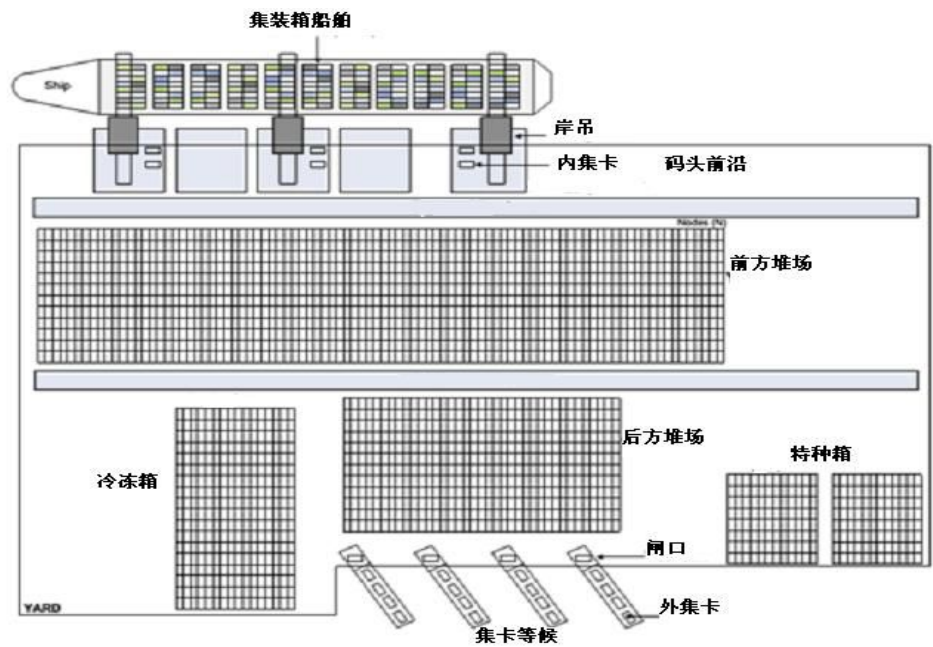 集装箱船舶
Ship
岸吊
内集卡
码头前沿
Nodes (N)
前方堆场
后方堆场
特种箱
冷冻箱
闸口
YARD
外集卡
集卡等候